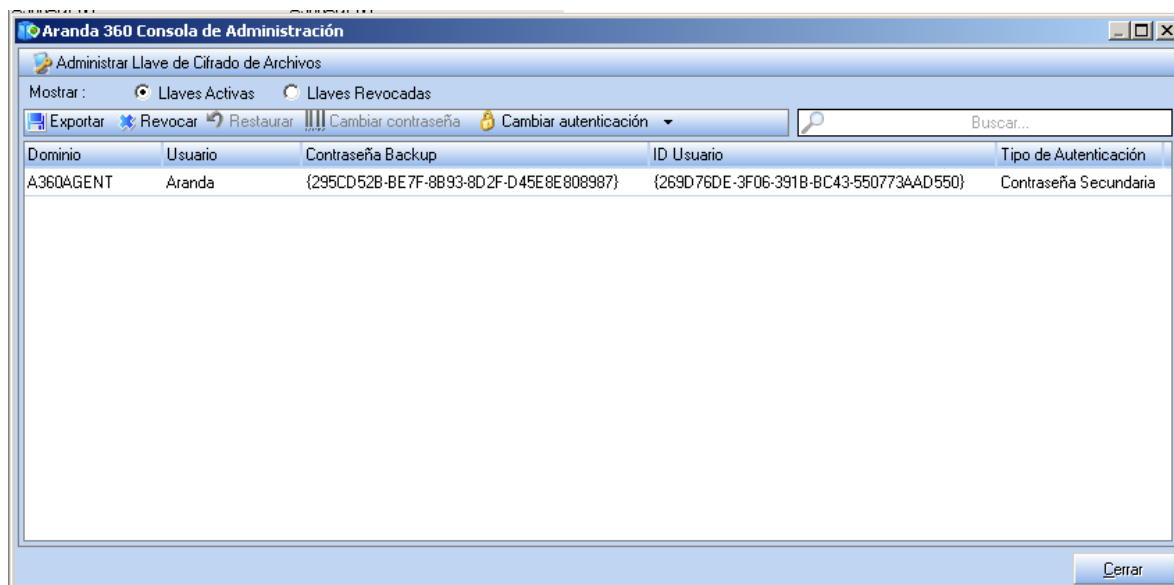 Aranda 360 Consola de Administración
Administrar Llave de Cifrado de Archivos
Mostrar : Llaves Activas Llaves Revocadas
Exportar Revocar Restaurar Cambiar contraseña Cambiar autenticación Buscar...
Dominio Usuario Contraseña Backup ID Usuario Tipo de Autenticación
A360AGENT Aranda {295CD52B-BE7F-8B93-8D2F-D45E8E808987} {269D76DE-3F06-391B-BC43-550773AAD550} Contraseña Secundaria
Cerrar